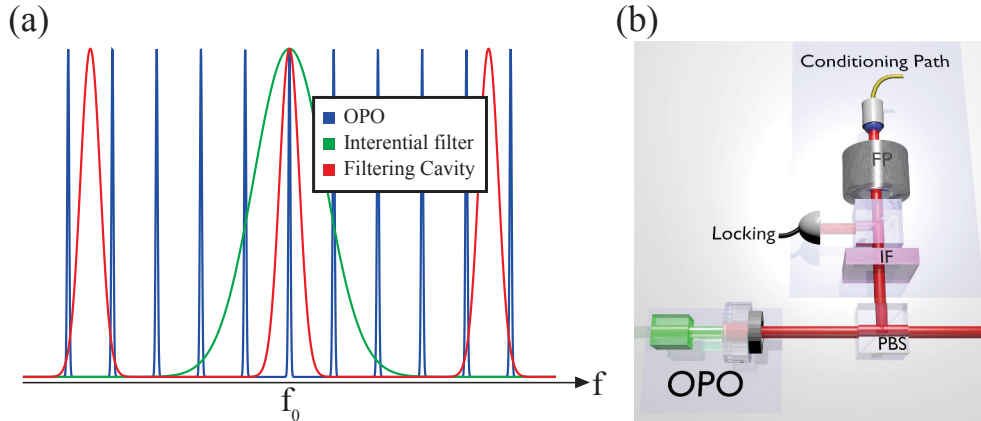 (a)
OPO
Interential filter
Filtering Cavity
f
f0
(b)
Conditioning Path
FP
Locking
IF
PBS
OPO